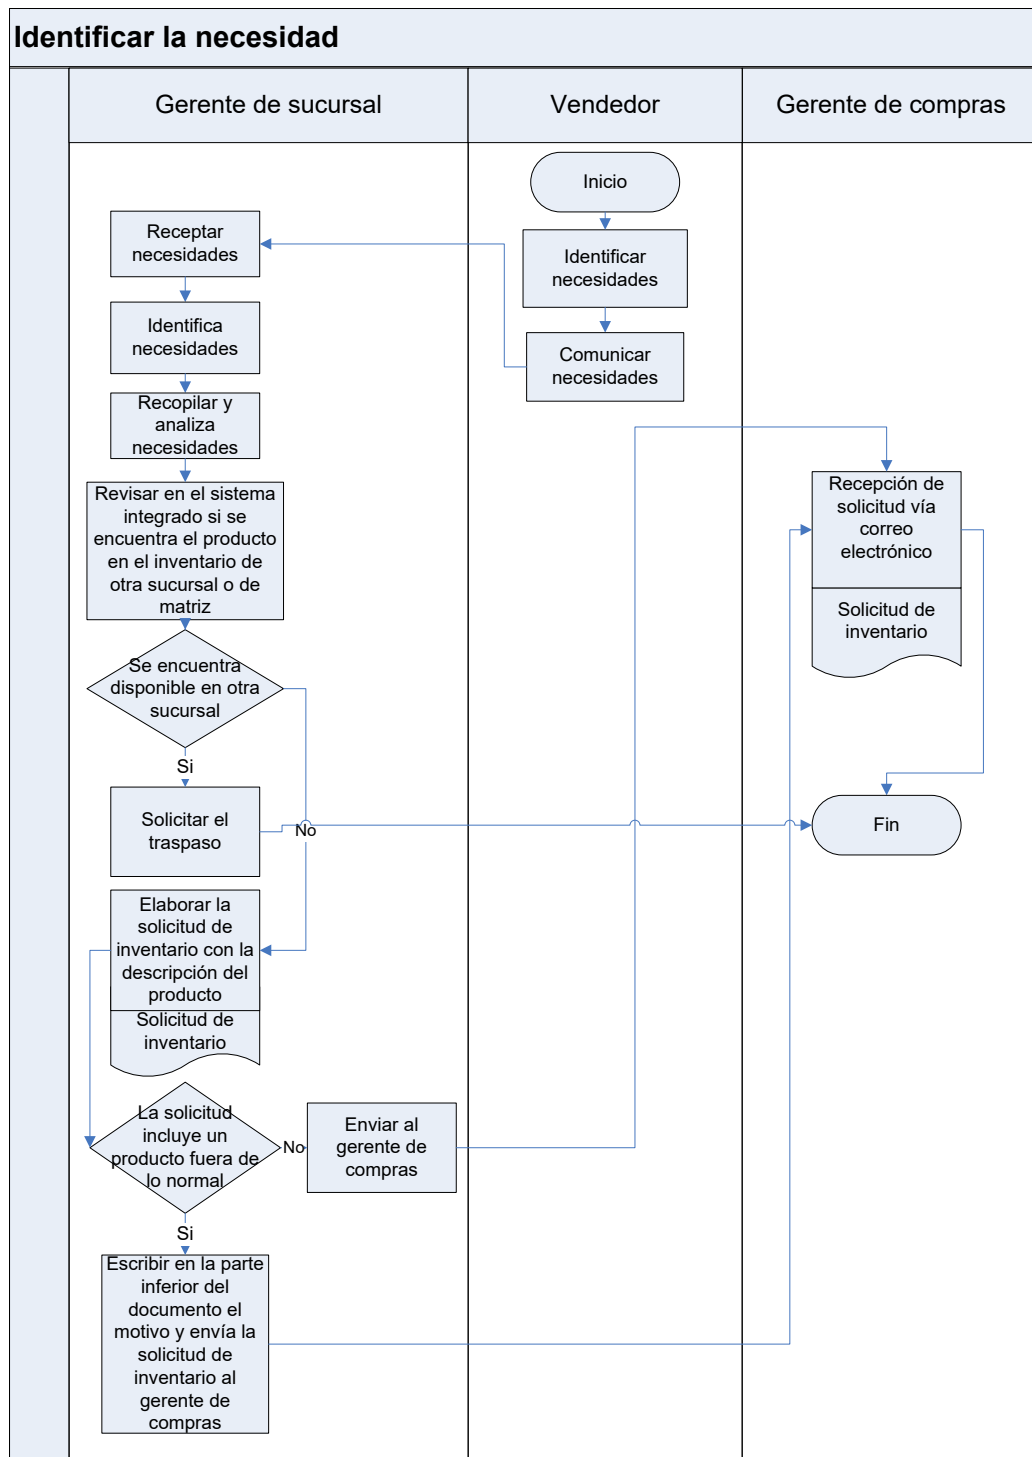 Identificar la necesidad
Gerente de sucursal
Vendedor
Gerente de compras
Inicio
Identificar
necesidades
Comunicar
necesidades
Receptar
necesidades
Identifica
necesidades
Recopilar y
analiza
necesidades
Revisar en el sistema
integrado si se
encuentra el producto
en el inventario de
otra sucursal o de
matriz
Se encuentra
disponible en otra
sucursal
Si
No
Solicitar el
traspaso
Elaborar la
solicitud de
inventario con la
descripción del
producto
Solicitud de
inventario
La solicitud
incluye un
producto fuera de
lo normal
No
Enviar al
gerente de
compras
Si
Escribir en la parte
inferior del
documento el
motivo y envía la
solicitud de
inventario al
gerente de
compras
Recepción de
solicitud vía
correo
electrónico
Solicitud de
inventario
Fin